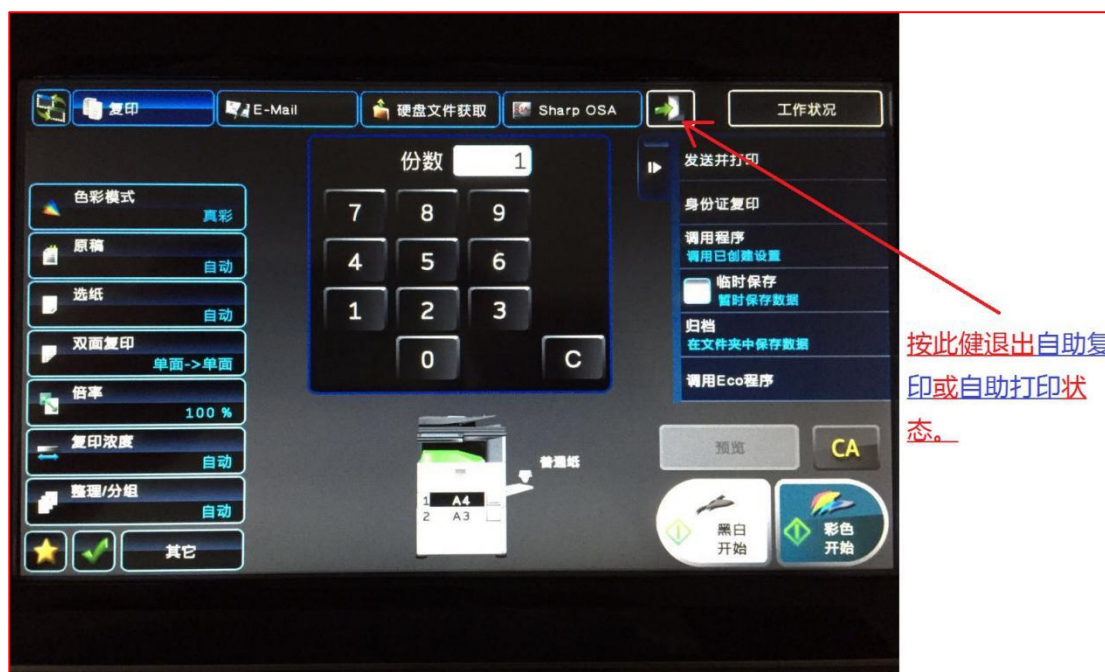 复印
E-Mail
硬盘文件获取
Sharp OSA
工作状况
份数 1
7 8 9
4 5 6
1 2 3
0 C
色彩模式
真彩
原稿
自动
选纸
自动
双面复印
单面->单面
倍率
100 %
复印浓度
自动
整理/分组
自动
其它
发送并打印
身份证复印
调用程序
调用已创建设置
临时保存
暂时保存数据
归档
在文件夹中保存数据
调用Eco程序
普通纸
1 A4
2 A3
预览
CA
黑白
开始
彩色
开始
按此健退出自助复
印或自助打印状
态。